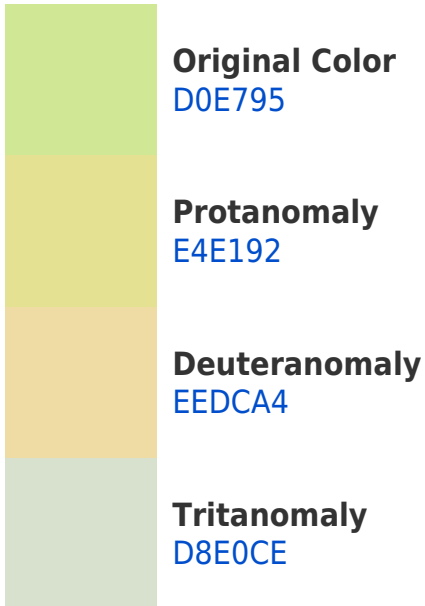 Original Color
D0E795
Protanomaly
E4E192
Deuteranomaly
EEDCA4
Tritanomaly
D8E0CE